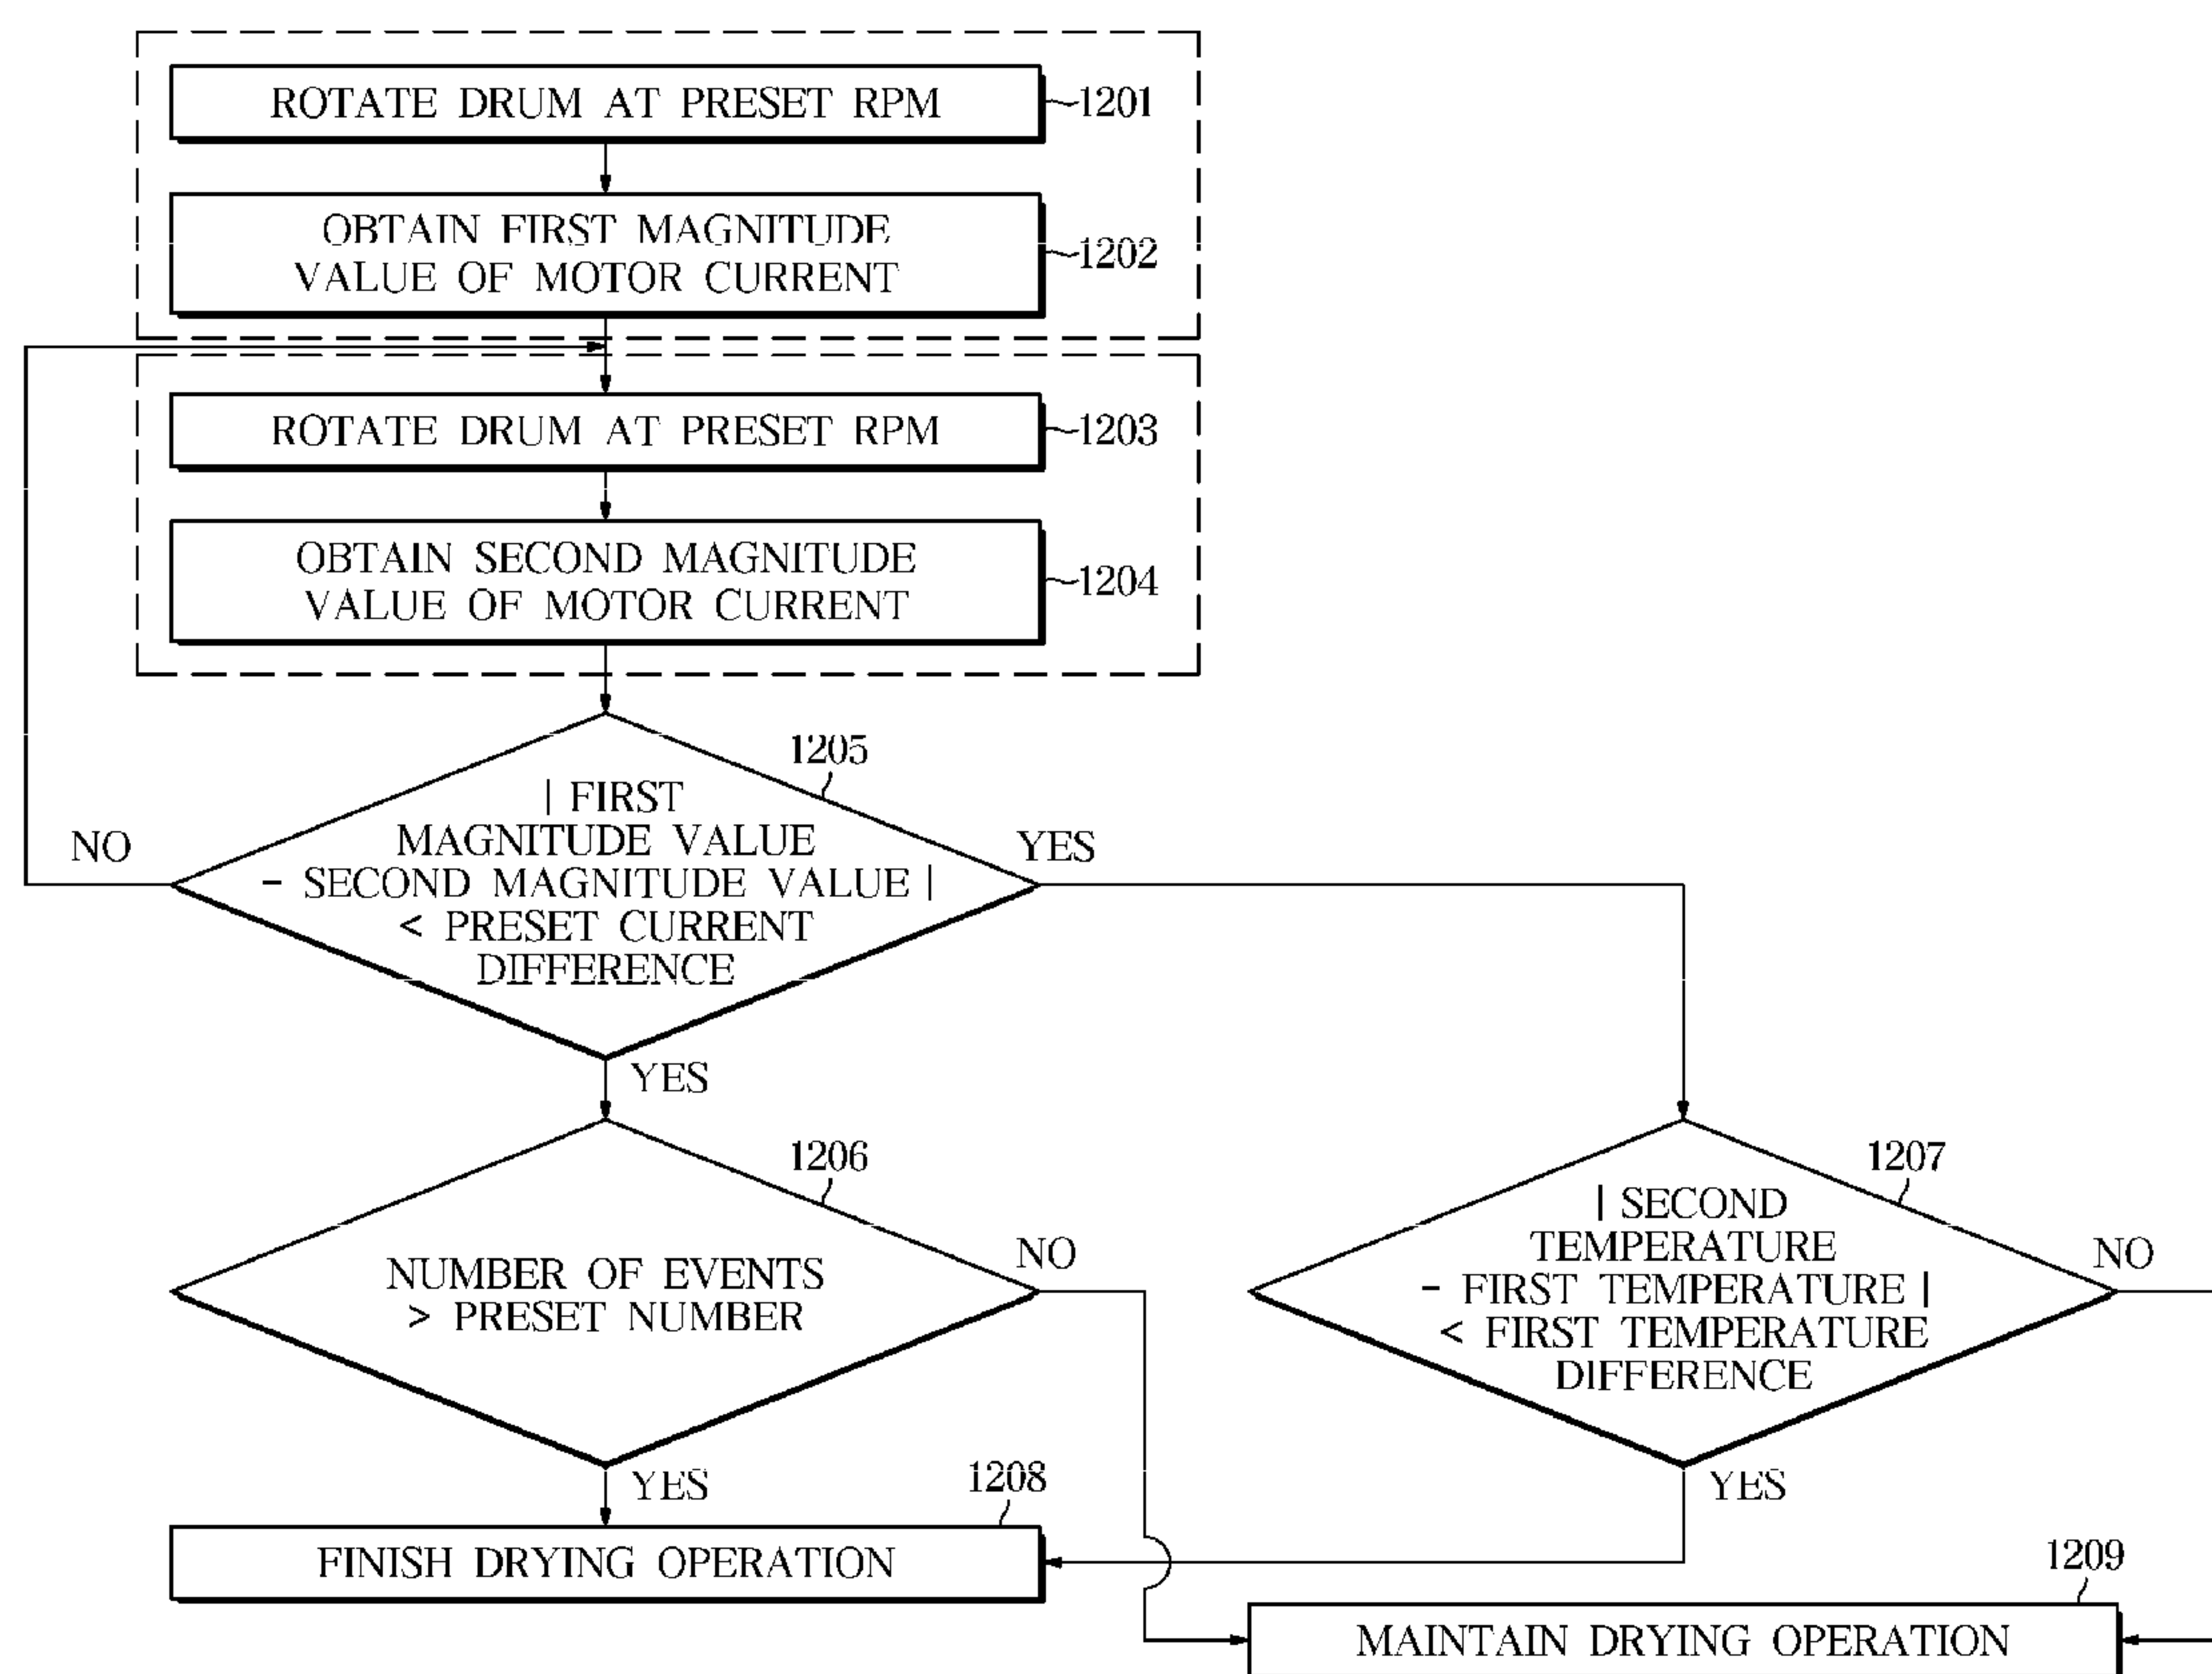 ROTATE DRUM AT PRESET RPM
1201
OBTAIN FIRST MAGNITUDE
VALUE OF MOTOR CURRENT
1202
ROTATE DRUM AT PRESET RPM
1203
OBTAIN SECOND MAGNITUDE
VALUE OF MOTOR CURRENT
1204
1205
| FIRST
MAGNITUDE VALUE
- SECOND MAGNITUDE VALUE |
< PRESET CURRENT
DIFFERENCE
NO
YES
YES
1206
NUMBER OF EVENTS
> PRESET NUMBER
NO
YES
1207
| SECOND
TEMPERATURE
- FIRST TEMPERATURE |
< FIRST TEMPERATURE
DIFFERENCE
NO
YES
1208
FINISH DRYING OPERATION
1209
MAINTAIN DRYING OPERATION